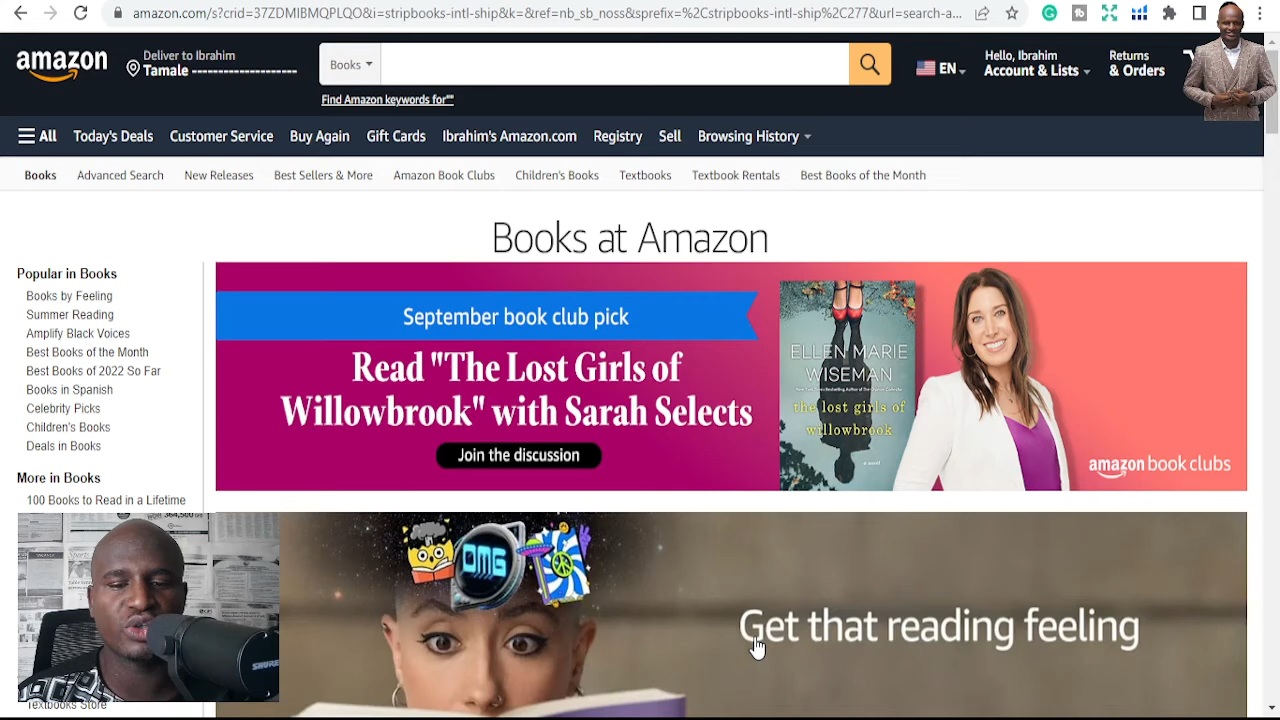 amazon.com/s?crid=37ZDMIBMQPLQO&i=stripbooks-intl-ship&k=&ref=nb_sb_noss&sprefix=%2Cstripbooks-intl-ship%2C277&url=search-a...
amazon
Deliver to Ibrahim
Tamale --------------------
Books
EN
Hello, Ibrahim
Account & Lists
Returns
& Orders
Find Amazon keywords for""
All Today's Deals Customer Service Buy Again Gift Cards Ibrahim's Amazon.com Registry Sell Browsing History
Books Advanced Search New Releases Best Sellers & More Amazon Book Clubs Children's Books Textbooks Textbook Rentals Best Books of the Month
Books at Amazon
Popular in Books
Books by Feeling
Summer Reading
Amplify Black Voices
Best Books of the Month
Best Books of 2022 So Far
Books in Spanish
Celebrity Picks
Children's Books
Deals in Books
More in Books
100 Books to Read in a Lifetime
Textbooks Store
September book club pick
Read "The Lost Girls of
Willowbrook" with Sarah Selects
Join the discussion
ELLEN MARIE
WISEMAN
the lost girls of
willowbrook
a novel
amazon book clubs
OMG
Get that reading feeling
SHURE